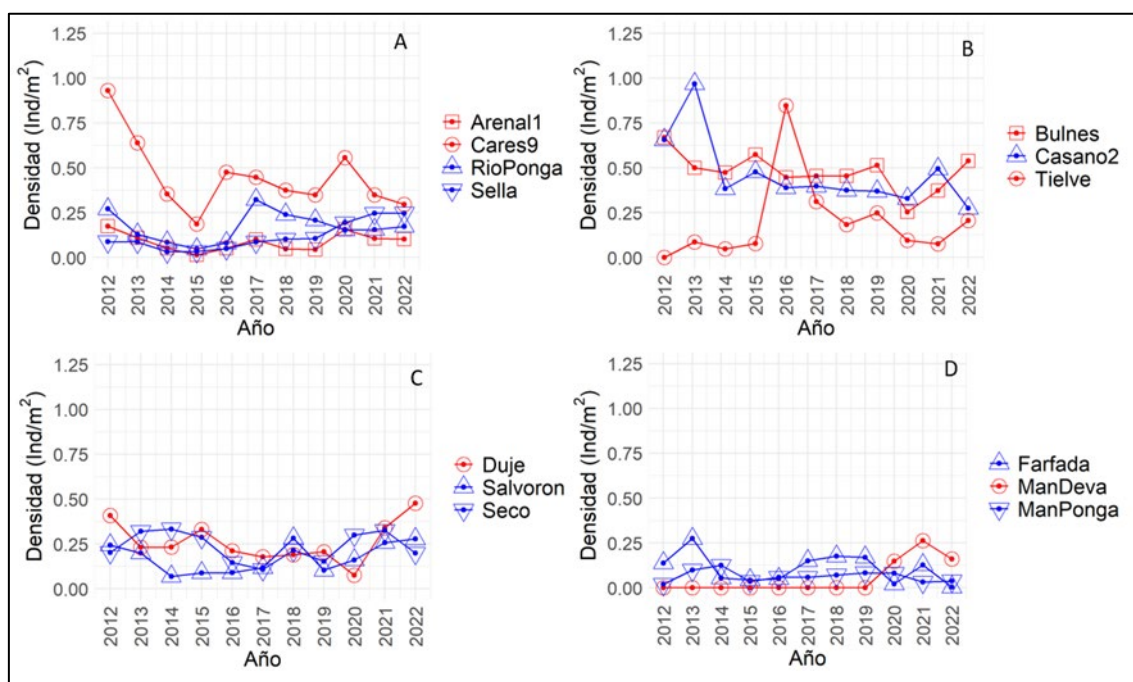 A
Densidad (Ind/m²)
1.25
1.00
0.75
0.50
0.25
0.00
2012
2013
2014
2015
2016
2017
2018
2019
2020
2021
2022
Año
Arenal1
Cares9
RioPonga
Sella
B
Densidad (Ind/m²)
1.25
1.00
0.75
0.50
0.25
0.00
2012
2013
2014
2015
2016
2017
2018
2019
2020
2021
2022
Año
Bulnes
Casano2
Tielve
C
Densidad (Ind/m²)
1.25
1.00
0.75
0.50
0.25
0.00
2012
2013
2014
2015
2016
2017
2018
2019
2020
2021
2022
Año
Duje
Salvoron
Seco
D
Densidad (Ind/m²)
1.25
1.00
0.75
0.50
0.25
0.00
2012
2013
2014
2015
2016
2017
2018
2019
2020
2021
2022
Año
Farfada
ManDeva
ManPonga